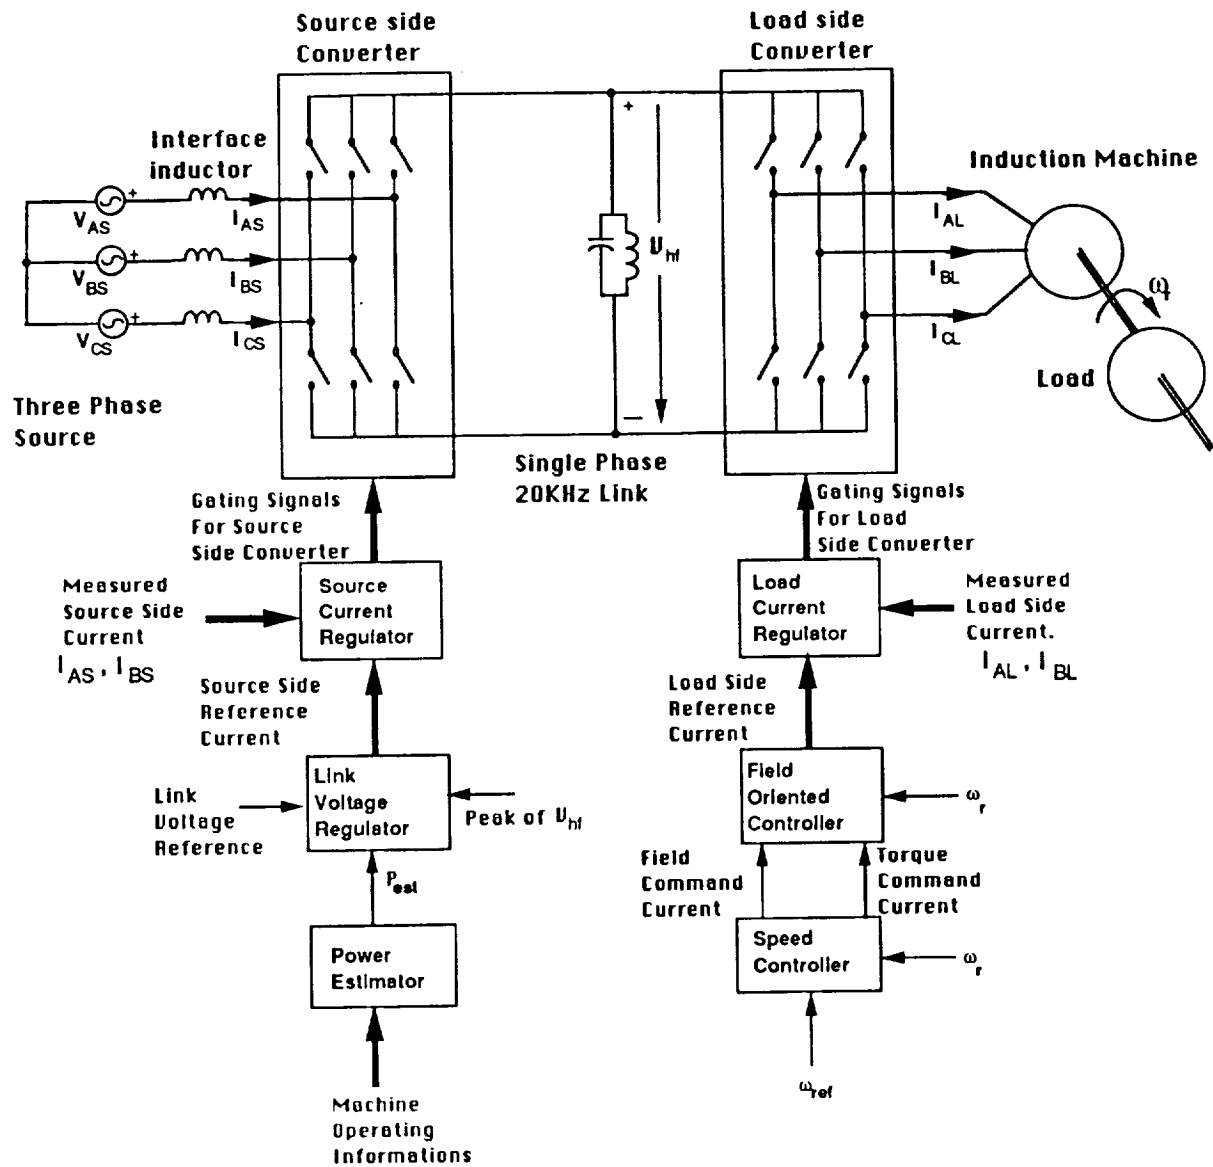 Source side
Converter
Load side
Converter
Interface
inductor
Induction Machine
+
V_AS
I_AS
+
V_BS
I_BS
+
V_CS
I_CS
+
V_hf
−
I_AL
I_BL
I_CL
ω_r
Load
Three Phase
Source
Single Phase
20KHz Link
Gating Signals
For Source
Side Converter
Gating Signals
For Load
Side Converter
Measured
Source Side
Current
I_AS, I_BS
Source
Current
Regulator
Load
Current
Regulator
Measured
Load Side
Current.
I_AL, I_BL
Source Side
Reference
Current
Load Side
Reference
Current
Link
Voltage
Reference
Link
Voltage
Regulator
Peak of V_hf
Field
Oriented
Controller
ω_r
P_est
Field
Command
Current
Torque
Command
Current
Power
Estimator
Speed
Controller
ω_r
ω_ref
Machine
Operating
Informations